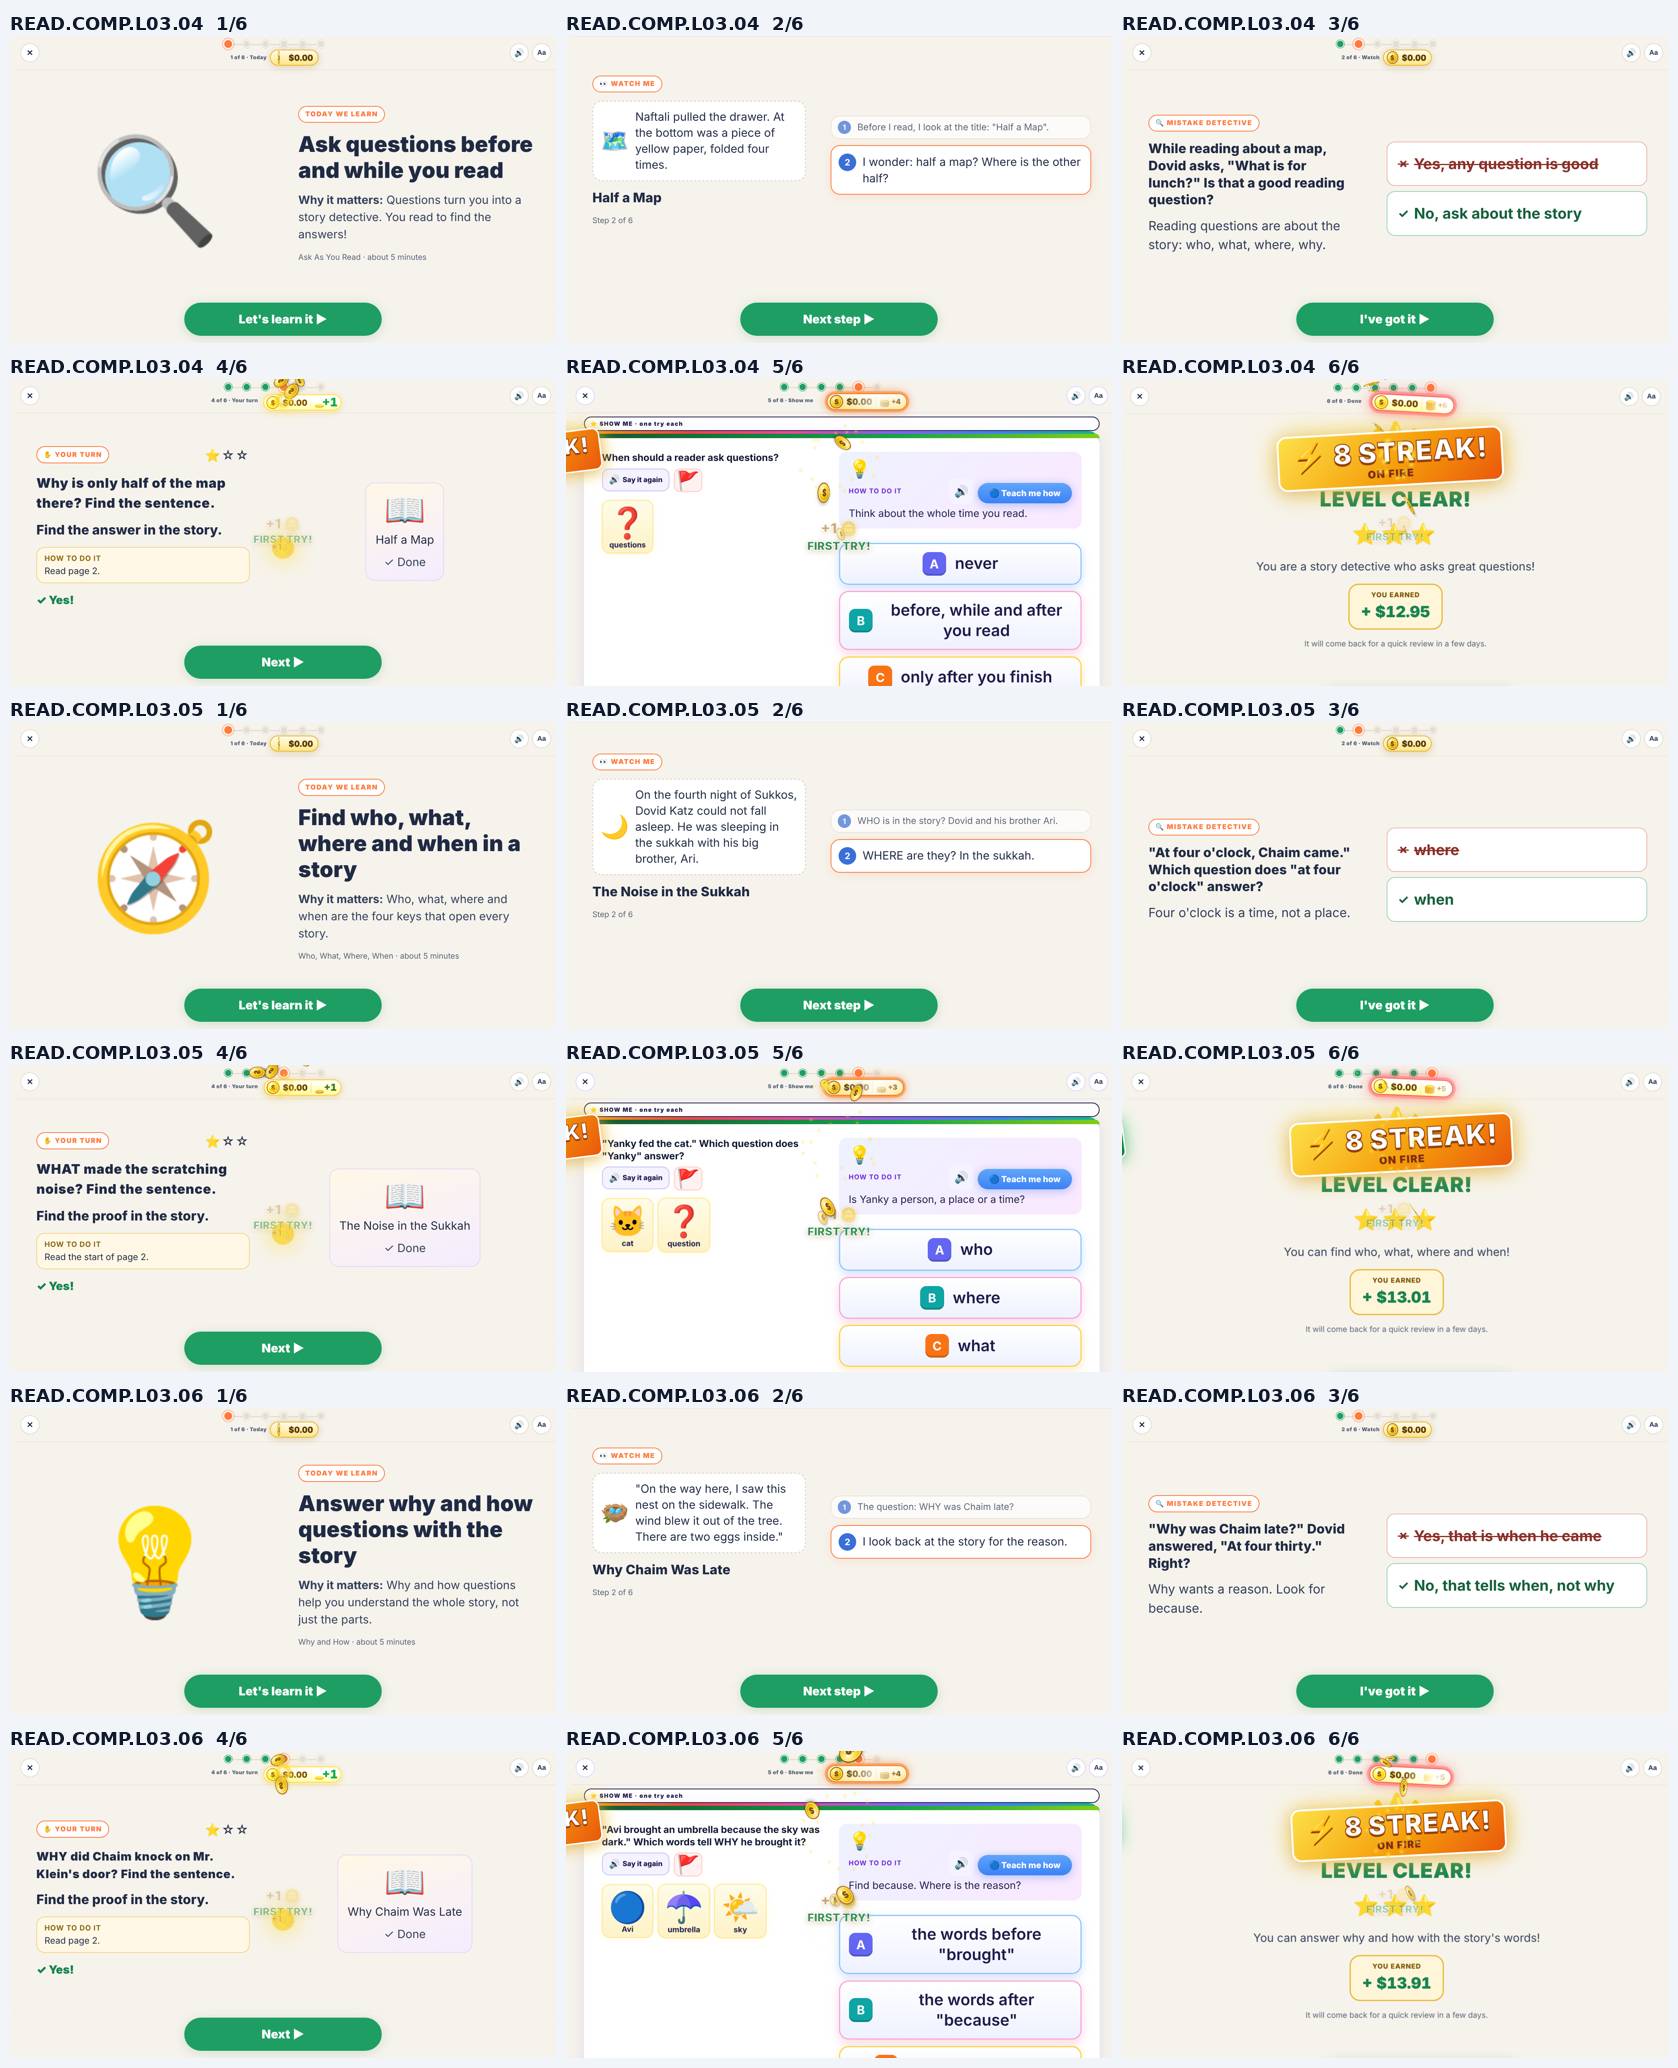 READ.COMP.L03.04 1/6
1 of 6 · Today
$0.00
Aa
TODAY WE LEARN
Ask questions before
and while you read
Why it matters: Questions turn you into a
story detective. You read to find the
answers!
Ask As You Read · about 5 minutes
Let's learn it
READ.COMP.L03.04 2/6
WATCH ME
Naftali pulled the drawer. At
the bottom was a piece of
yellow paper, folded four
times.
Half a Map
Step 2 of 6
1 Before I read, I look at the title: "Half a Map".
2 I wonder: half a map? Where is the other
half?
Next step
READ.COMP.L03.04 3/6
2 of 6 · Watch
$0.00
Aa
MISTAKE DETECTIVE
While reading about a map,
Dovid asks, "What is for
lunch?" Is that a good reading
question?
Reading questions are about the
story: who, what, where, why.
Yes, any question is good
No, ask about the story
I've got it
READ.COMP.L03.04 4/6
4 of 6 · Your turn
$0.00 +1
Aa
YOUR TURN
Why is only half of the map
there? Find the sentence.
Find the answer in the story.
HOW TO DO IT
Read page 2.
Yes!
+1
FIRST TRY!
Half a Map
Done
Next
READ.COMP.L03.04 5/6
5 of 6 · Show me
$0.00 +4
Aa
SHOW ME · one try each
K!
When should a reader ask questions?
Say it again
questions
HOW TO DO IT
Teach me how
Think about the whole time you read.
+1
FIRST TRY!
A never
B before, while and after
you read
C only after you finish
READ.COMP.L03.04 6/6
6 of 6 · Done
$0.00
Aa
8 STREAK!
ON FIRE
LEVEL CLEAR!
FIRST TRY!
You are a story detective who asks great questions!
YOU EARNED
+ $12.95
It will come back for a quick review in a few days.
READ.COMP.L03.05 1/6
1 of 6 · Today
$0.00
Aa
TODAY WE LEARN
Find who, what,
where and when in a
story
Why it matters: Who, what, where and
when are the four keys that open every
story.
Who, What, Where, When · about 5 minutes
Let's learn it
READ.COMP.L03.05 2/6
WATCH ME
On the fourth night of Sukkos,
Dovid Katz could not fall
asleep. He was sleeping in
the sukkah with his big
brother, Ari.
The Noise in the Sukkah
Step 2 of 6
1 WHO is in the story? Dovid and his brother Ari.
2 WHERE are they? In the sukkah.
Next step
READ.COMP.L03.05 3/6
2 of 6 · Watch
$0.00
Aa
MISTAKE DETECTIVE
"At four o'clock, Chaim came."
Which question does "at four
o'clock" answer?
Four o'clock is a time, not a place.
where
when
I've got it
READ.COMP.L03.05 4/6
4 of 6 · Your turn
$0.00 +1
Aa
YOUR TURN
WHAT made the scratching
noise? Find the sentence.
Find the proof in the story.
HOW TO DO IT
Read the start of page 2.
Yes!
+1
FIRST TRY!
The Noise in the Sukkah
Done
Next
READ.COMP.L03.05 5/6
5 of 6 · Show me
+3
Aa
SHOW ME · one try each
K!
"Yanky fed the cat." Which question does
"Yanky" answer?
Say it again
cat
question
HOW TO DO IT
Teach me how
Is Yanky a person, a place or a time?
FIRST TRY!
A who
B where
C what
READ.COMP.L03.05 6/6
6 of 6 · Done
$0.00 +5
Aa
8 STREAK!
ON FIRE
LEVEL CLEAR!
FIRST TRY!
You can find who, what, where and when!
YOU EARNED
+ $13.01
It will come back for a quick review in a few days.
READ.COMP.L03.06 1/6
1 of 6 · Today
$0.00
Aa
TODAY WE LEARN
Answer why and how
questions with the
story
Why it matters: Why and how questions
help you understand the whole story, not
just the parts.
Why and How · about 5 minutes
Let's learn it
READ.COMP.L03.06 2/6
WATCH ME
"On the way here, I saw this
nest on the sidewalk. The
wind blew it out of the tree.
There are two eggs inside."
Why Chaim Was Late
Step 2 of 6
1 The question: WHY was Chaim late?
2 I look back at the story for the reason.
Next step
READ.COMP.L03.06 3/6
2 of 6 · Watch
$0.00
Aa
MISTAKE DETECTIVE
"Why was Chaim late?" Dovid
answered, "At four thirty."
Right?
Why wants a reason. Look for
because.
Yes, that is when he came
No, that tells when, not why
I've got it
READ.COMP.L03.06 4/6
4 of 6 · Your turn
$0.00 +1
Aa
YOUR TURN
WHY did Chaim knock on Mr.
Klein's door? Find the sentence.
Find the proof in the story.
HOW TO DO IT
Read page 2.
Yes!
+1
FIRST TRY!
Why Chaim Was Late
Done
Next
READ.COMP.L03.06 5/6
5 of 6 · Show me
$0.00 +4
Aa
SHOW ME · one try each
K!
"Avi brought an umbrella because the sky was
dark." Which words tell WHY he brought it?
Say it again
Avi
umbrella
sky
HOW TO DO IT
Teach me how
Find because. Where is the reason?
FIRST TRY!
A the words before
"brought"
B the words after
"because"
READ.COMP.L03.06 6/6
6 of 6 · Done
$0.00
Aa
8 STREAK!
ON FIRE
LEVEL CLEAR!
FIRST TRY!
You can answer why and how with the story's words!
YOU EARNED
+ $13.91
It will come back for a quick review in a few days.